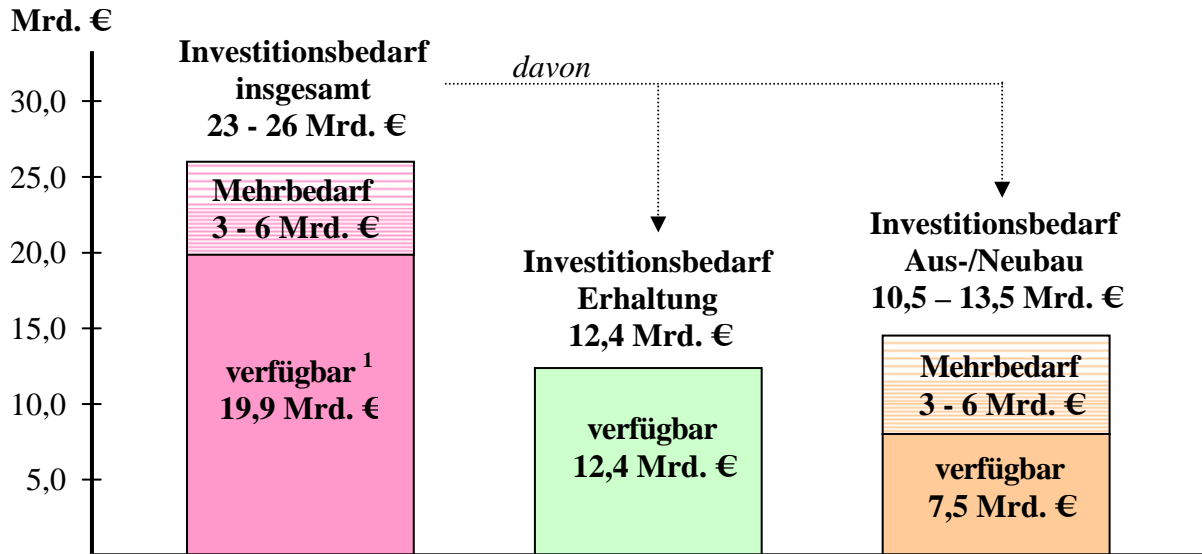 Mrd. €
30,0
25,0
20,0
15,0
10,0
5,0
Investitionsbedarf
insgesamt
23 - 26 Mrd. €
Mehrbedarf
3 - 6 Mrd. €
verfügbar ¹
19,9 Mrd. €
davon
Investitionsbedarf
Erhaltung
12,4 Mrd. €
verfügbar
12,4 Mrd. €
Investitionsbedarf
Aus-/Neubau
10,5 – 13,5 Mrd. €
Mehrbedarf
3 - 6 Mrd. €
verfügbar
7,5 Mrd. €